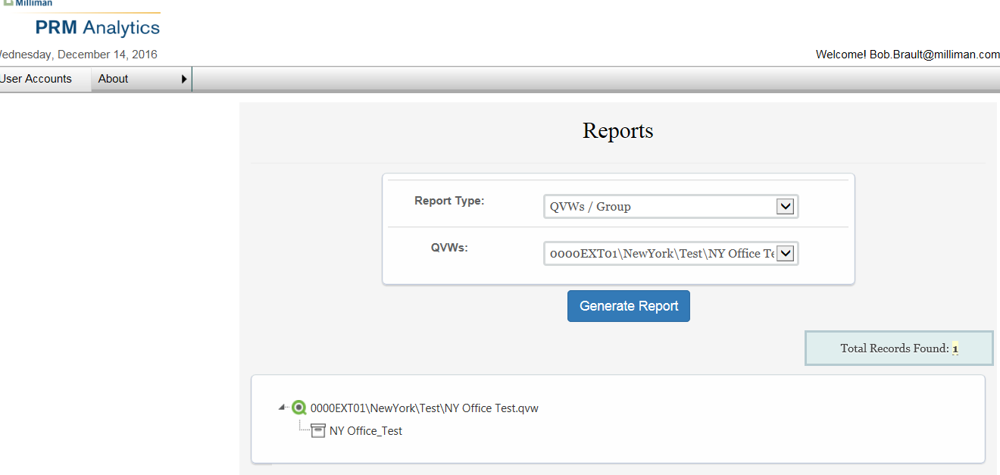 Milliman
PRM Analytics
ednesday, December 14, 2016
Welcome! Bob.Brault@milliman.com
User Accounts
About
Reports
Report Type:
QVWs / Group
QVWs:
0000EXT01\NewYork\Test\NY Office Te
Generate Report
Total Records Found: 1
0000EXT01\NewYork\Test\NY Office Test.qvw
NY Office_Test